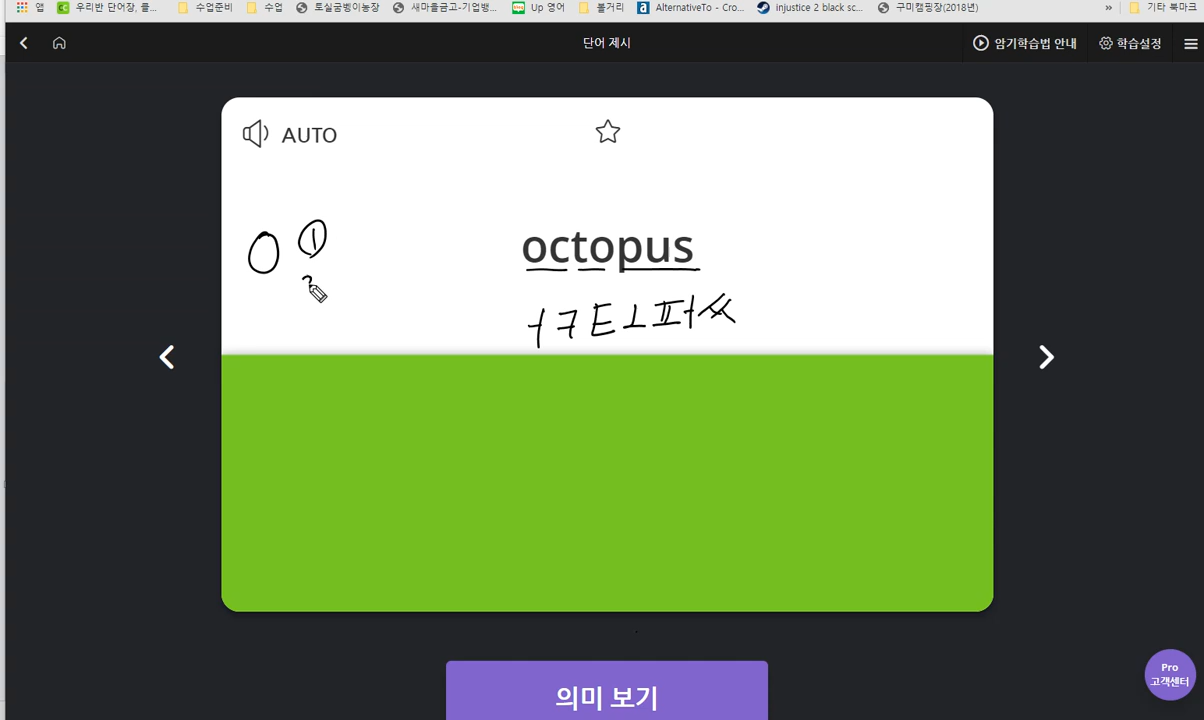 앱 우리반 단어장, 클... 수업준비 수업 토실굼벵이농장 새마을금고-기업뱅... Up 영어 볼거리 AlternativeTo - Cro... injustice 2 black sc... 구미캠핑장(2018년) » 기타 북마크
단어 제시 암기학습법 안내 학습설정
AUTO
O ①
octopus
ㅓㅋㅌㅗㅍㅓㅆ
Pro
고객센터
의미 보기